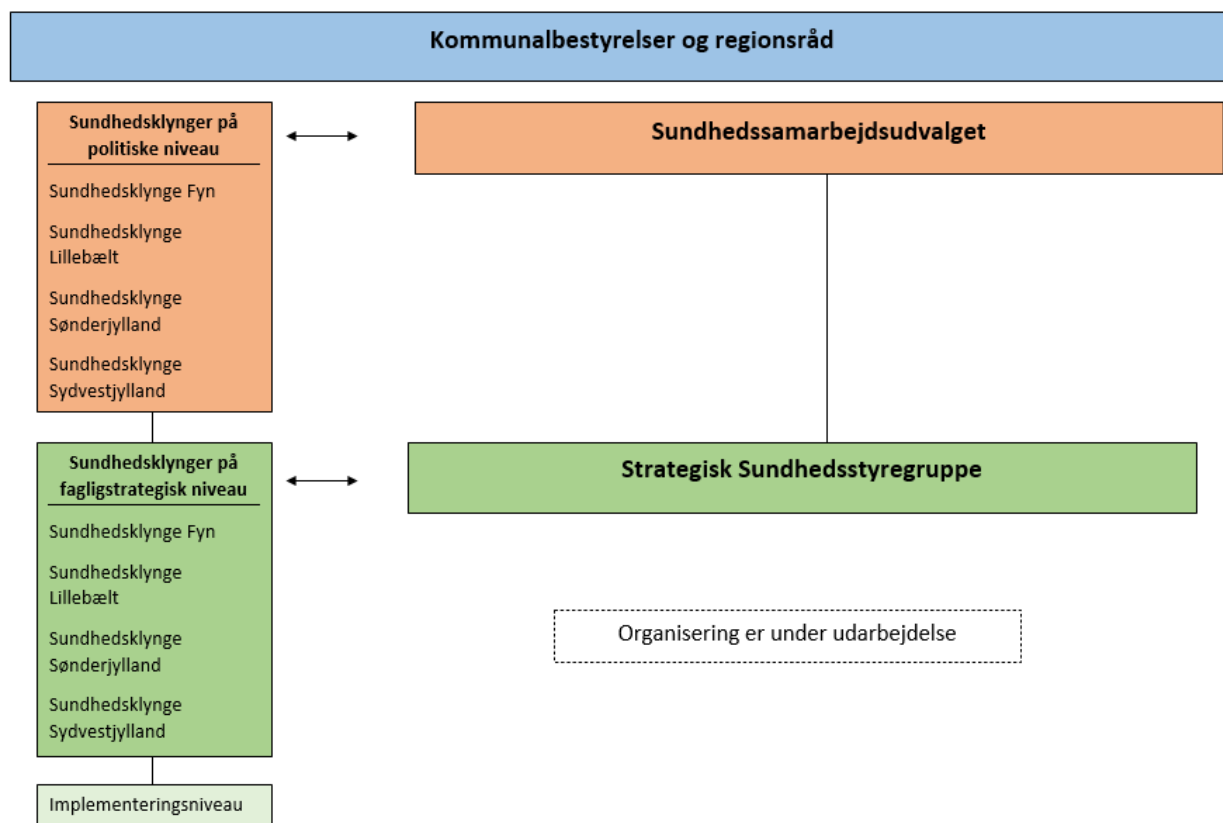 Kommunalbestyrelser og regionsråd
Sundhedsklynger på
politiske niveau
Sundhedsklynge Fyn
Sundhedsklynge
Lillebælt
Sundhedsklynge
Sønderjylland
Sundhedsklynge
Sydvestjylland
Sundhedssamarbejdsudvalget
Sundhedsklynger på
fagligstrategisk niveau
Sundhedsklynge Fyn
Sundhedsklynge
Lillebælt
Sundhedsklynge
Sønderjylland
Sundhedsklynge
Sydvestjylland
Strategisk Sundhedsstyregruppe
Organisering er under udarbejdelse
Implementeringsniveau